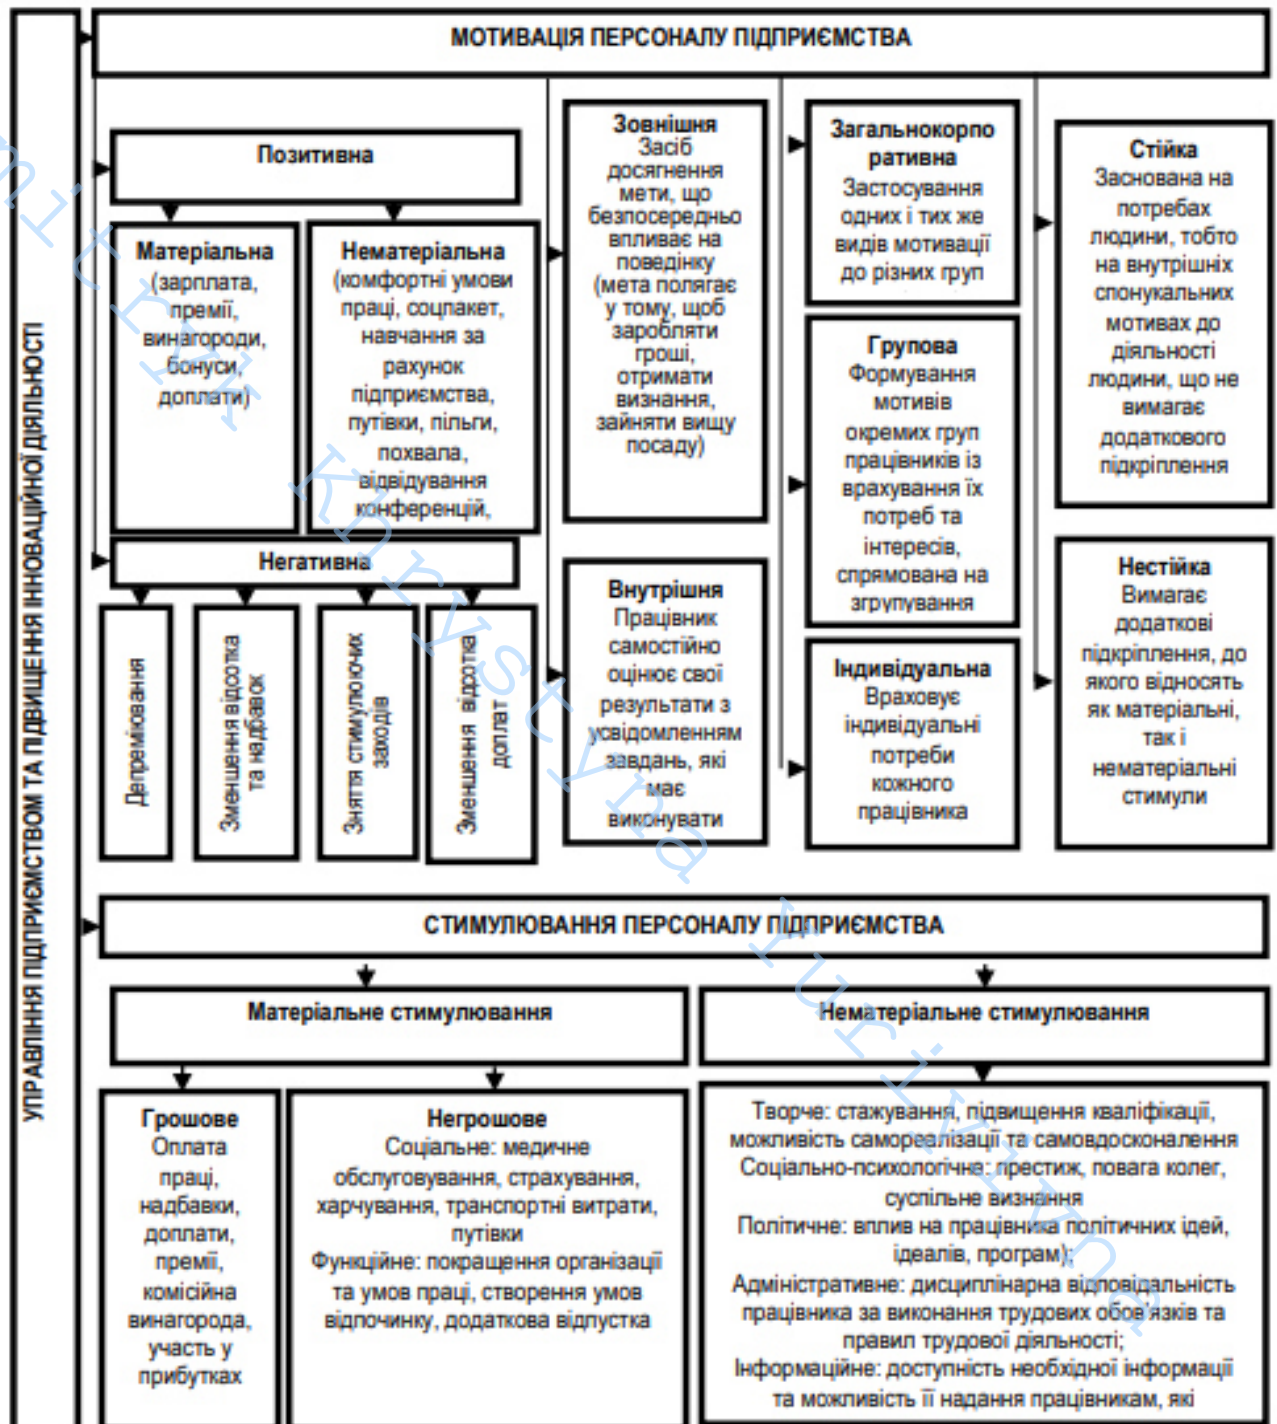 УПРАВЛІННЯ ПІДПРИЄМСТВОМ ТА ПІДВИЩЕННЯ ІННОВАЦІЙНОЇ ДІЯЛЬНОСТІ
МОТИВАЦІЯ ПЕРСОНАЛУ ПІДПРИЄМСТВА
Позитивна
Матеріальна
(зарплата,
премії,
винагороди,
бонуси,
доплати)
Нематеріальна
(комфортні умови
праці, соцпакет,
навчання за
рахунок
підприємства,
путівки, пільги,
похвала,
відвідування
конференцій,
Негативна
Депреміювання
Зменшення відсотка
та надбавок
Зняття стимулюючих
заходів
Зменшення відсотка
доплат
Зовнішня
Засіб
досягнення
мети, що
безпосередньо
впливає на
поведінку
(мета полягає
у тому, щоб
заробляти
гроші,
отримати
визнання,
зайняти вищу
посаду)
Внутрішня
Працівник
самостійно
оцінює свої
результати з
усвідомленням
завдань, які
має
виконувати
Загальнокорпо
ративна
Застосування
одних і тих же
видів мотивації
до різних груп
Групова
Формування
мотивів
окремих груп
працівників із
врахування їх
потреб та
інтересів,
спрямована на
згрупування
Індивідуальна
Враховує
індивідуальні
потреби
кожного
працівника
Стійка
Заснована на
потребах
людини, тобто
на внутрішніх
спонукальних
мотивах до
діяльності
людини, що не
вимагає
додаткового
підкріплення
Нестійка
Вимагає
додаткові
підкріплення, до
якого відносять
як матеріальні,
так і
нематеріальні
стимули
СТИМУЛЮВАННЯ ПЕРСОНАЛУ ПІДПРИЄМСТВА
Матеріальне стимулювання
Грошове
Оплата
праці,
надбавки,
доплати,
премії,
комісійна
винагорода,
участь у
прибутках
Негрошове
Соціальне: медичне
обслуговування, страхування,
харчування, транспортні витрати,
путівки
Функційне: покращення організації
та умов праці, створення умов
відпочинку, додаткова відпустка
Нематеріальне стимулювання
Творче: стажування, підвищення кваліфікації,
можливість самореалізації та самовдосконалення
Соціально-психологічне: престиж, повага колег,
суспільне визнання
Політичне: вплив на працівника політичних ідей,
ідеалів, програм);
Адміністративне: дисциплінарна відповідальність
працівника за виконання трудових обов'язків та
правил трудової діяльності;
Інформаційне: доступність необхідної інформації
та можливість її надання працівникам, які
mitryk Khrystyna Yuriivna